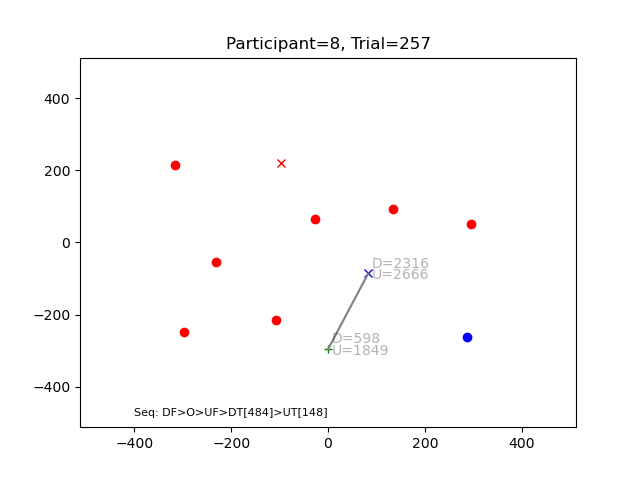 Participant=8, Trial=257
400
200
0
−200
−400
D=2316
U=2666
D=598
U=1849
Seq: DF>O>UF>DT[484]>UT[148]
−400
−200
0
200
400